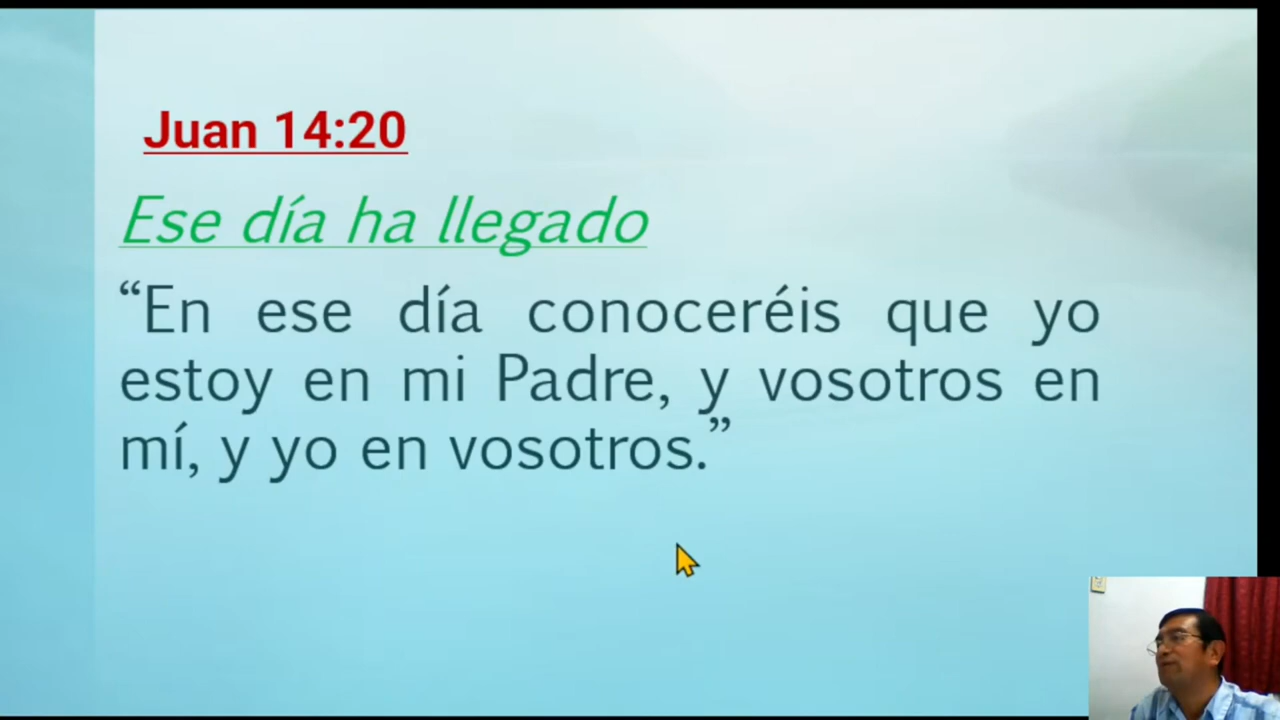 Juan 14:20
Ese día ha llegado
“En ese día conoceréis que yo
estoy en mi Padre, y vosotros en
mí, y yo en vosotros.”